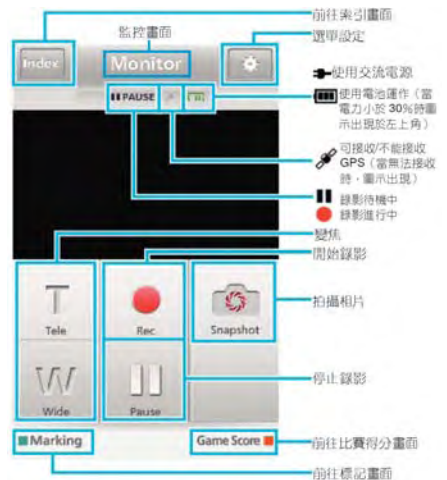 前往索引畫面
監控畫面
選單設定
Index
Monitor
使用交流電源
PAUSE
使用電池運作（當
電力小於 30%時圖
示出現於左上角）
可接收/不能接收
GPS（當無法接收
時，圖示出現）
錄影待機中
錄影進行中
變焦
開始錄影
T
Tele
Rec
Snapshot
拍攝相片
W
Wide
Pause
停止錄影
Marking
Game Score
前往比賽得分畫面
前往標記畫面